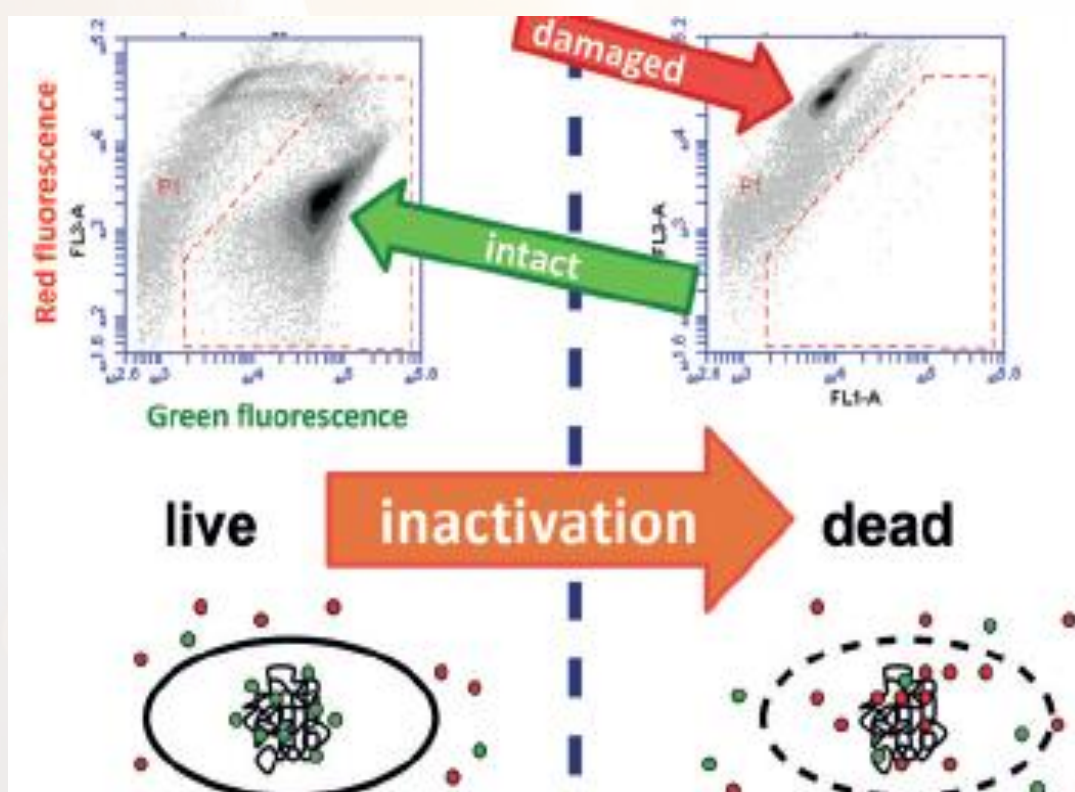 damaged
Red fluorescence
FL3-A
P1
intact
P1
FL3-A
Green fluorescence
FL1-A
live
inactivation
dead